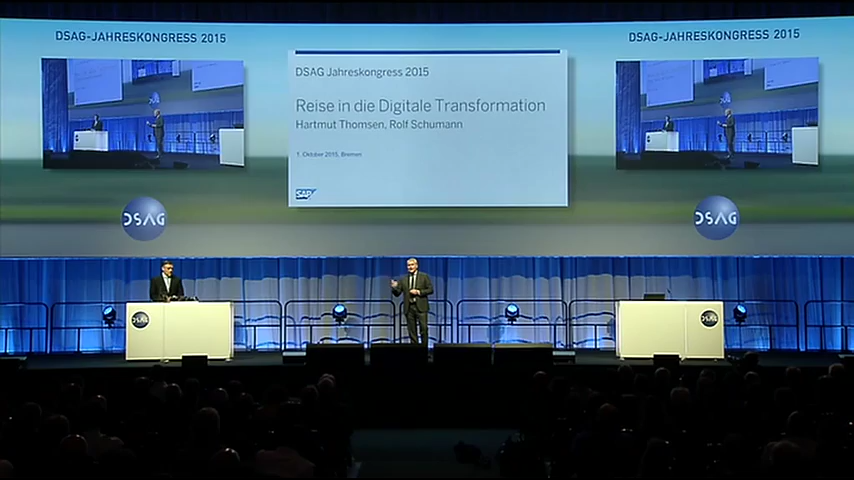 DSAG-JAHRESKONGRESS 2015
DSAG-JAHRESKONGRESS 2015
DSAG Jahreskongress 2015
Reise in die Digitale Transformation
Hartmut Thomsen, Rolf Schumann
1. Oktober 2015, Bremen
SAP
DSAG
DSAG
DSAG
DSAG